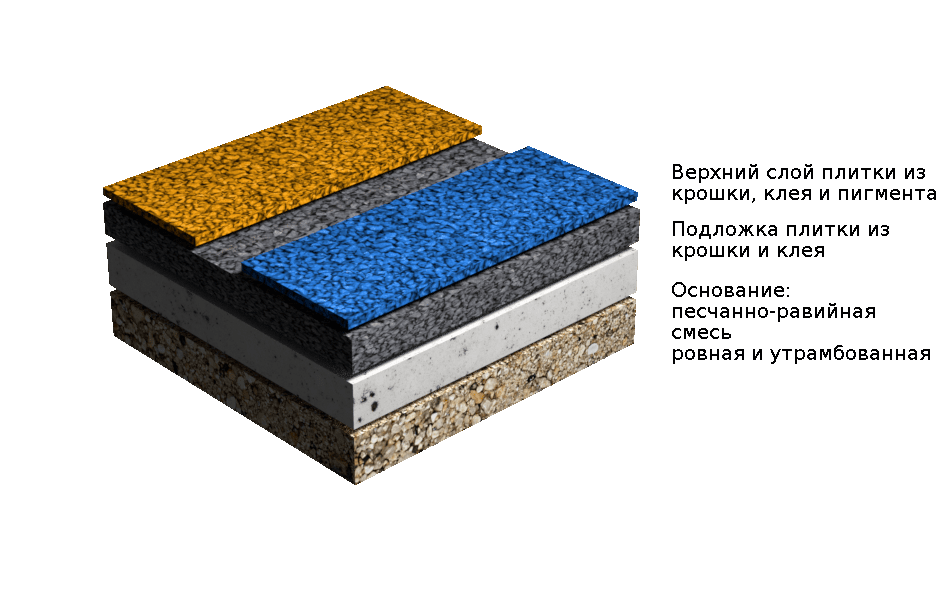 Верхний слой плитки из
крошки, клея и пигмента
Подложка плитки из
крошки и клея
Основание:
песчанно-равийная
смесь
ровная и утрамбованная